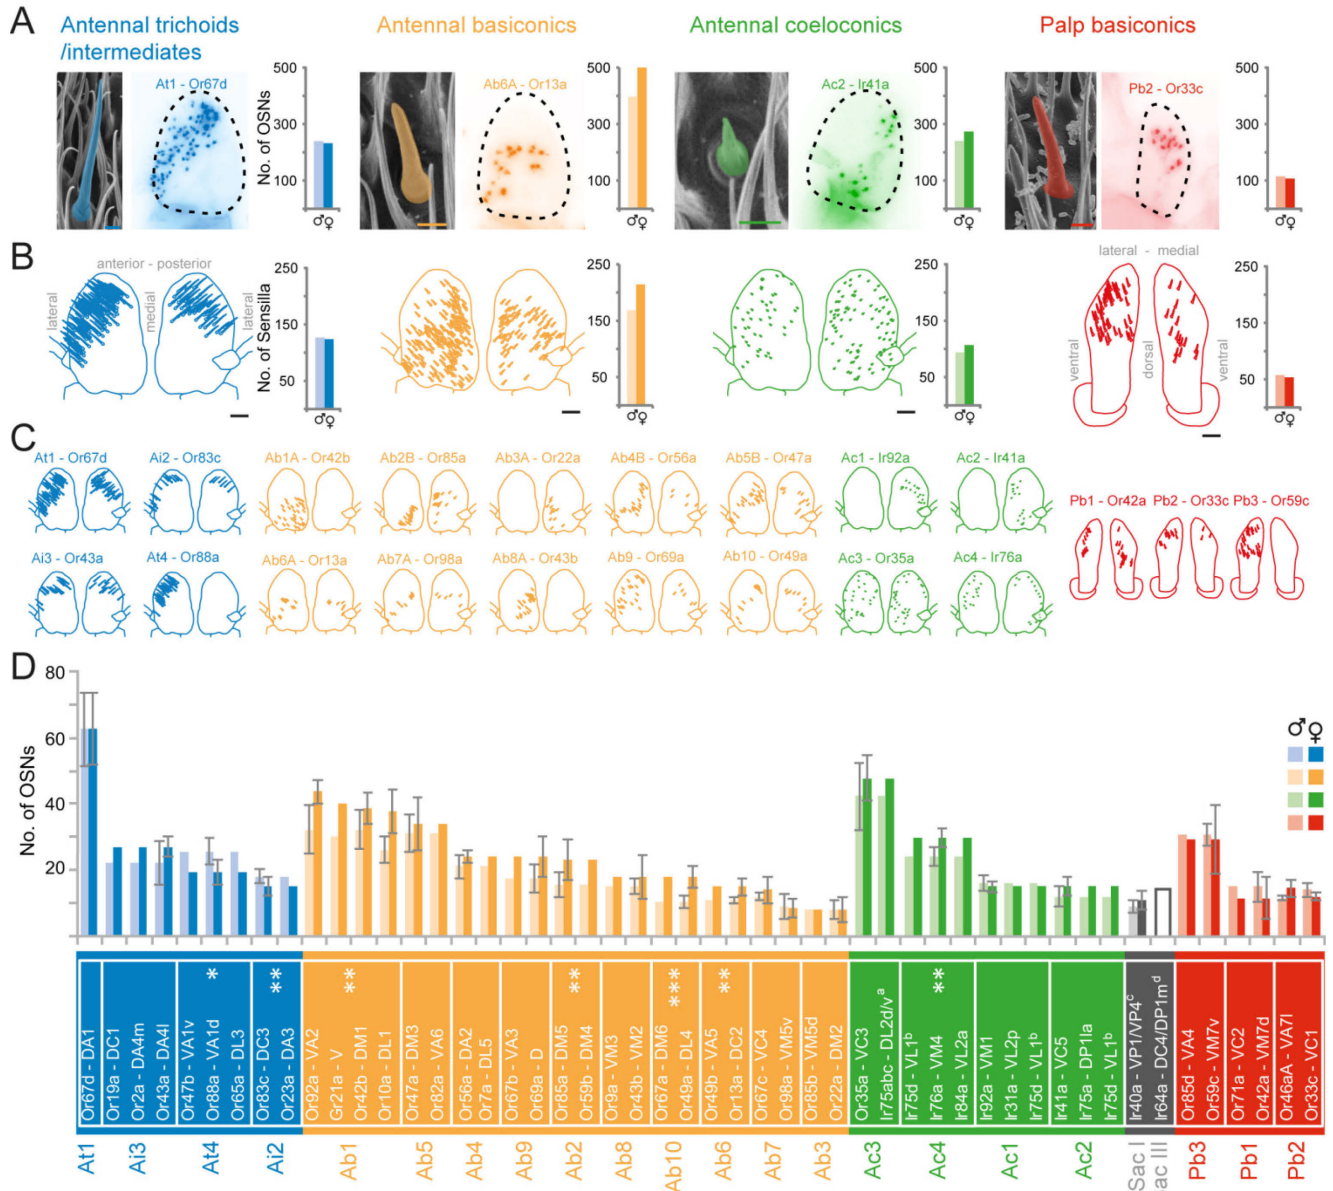 A
Antennal trichoids
/intermediates
Antennal basiconics
Antennal coeloconics
Palp basiconics
At1 - Or67d
No. of OSNs
500
300
100
♂♀
Ab6A - Or13a
500
300
100
♂♀
Ac2 - Ir41a
500
300
100
♂♀
Pb2 - Or33c
500
300
100
♂♀
B
anterior - posterior
lateral
medial
lateral
No. of Sensilla
250
150
50
♂♀
250
150
50
♂♀
250
150
50
♂♀
lateral - medial
ventral
dorsal
ventral
250
150
50
♂♀
C
At1 - Or67d
Ai2 - Or83c
Ab1A - Or42b
Ab2B - Or85a
Ab3A - Or22a
Ab4B - Or56a
Ab5B - Or47a
Ac1 - Ir92a
Ac2 - Ir41a
Pb1 - Or42a
Pb2 - Or33c
Pb3 - Or59c
Ai3 - Or43a
At4 - Or88a
Ab6A - Or13a
Ab7A - Or98a
Ab8A - Or43b
Ab9 - Or69a
Ab10 - Or49a
Ac3 - Or35a
Ac4 - Ir76a
D
No. of OSNs
80
60
40
20
♂♀
* ** ** ** *** ** **
Or67d - DA1
Or19a - DC1
Or2a - DA4m
Or43a - DA4l
Or47b - VA1v
Or88a - VA1d
Or65a - DL3
Or83c - DC3
Or23a - DA3
Or92a - VA2
Gr21a - V
Or42b - DM1
Or10a - DL1
Or47a - DM3
Or82a - VA6
Or56a - DA2
Or7a - DL5
Or67b - VA3
Or69a - D
Or85a - DM5
Or59b - DM4
Or9a - VM3
Or43b - VM2
Or67a - DM6
Or49a - DL4
Or49b - VA5
Or13a - DC2
Or67c - VC4
Or98a - VM5v
Or85b - VM5d
Or22a - DM2
Or35a - VC3
Ir75abc - DL2d/v a
Ir75d - VL1 b
Ir76a - VM4
Ir84a - VL2a
Ir92a - VM1
Ir31a - VL2p
Ir75d - VL1 b
Ir41a - VC5
Ir75a - DP1la
Ir75d - VL1 b
Ir40a - VP1/VP4 c
Ir64a - DC4/DP1m d
Or85d - VA4
Or59c - VM7v
Or71a - VC2
Or42a - VM7d
Or46aA - VA7l
Or33c - VC1
At1
Ai3
At4
Ai2
Ab1
Ab5
Ab4
Ab9
Ab2
Ab8
Ab10
Ab6
Ab7
Ab3
Ac3
Ac4
Ac1
Ac2
Sac I
ac III
Pb3
Pb1
Pb2